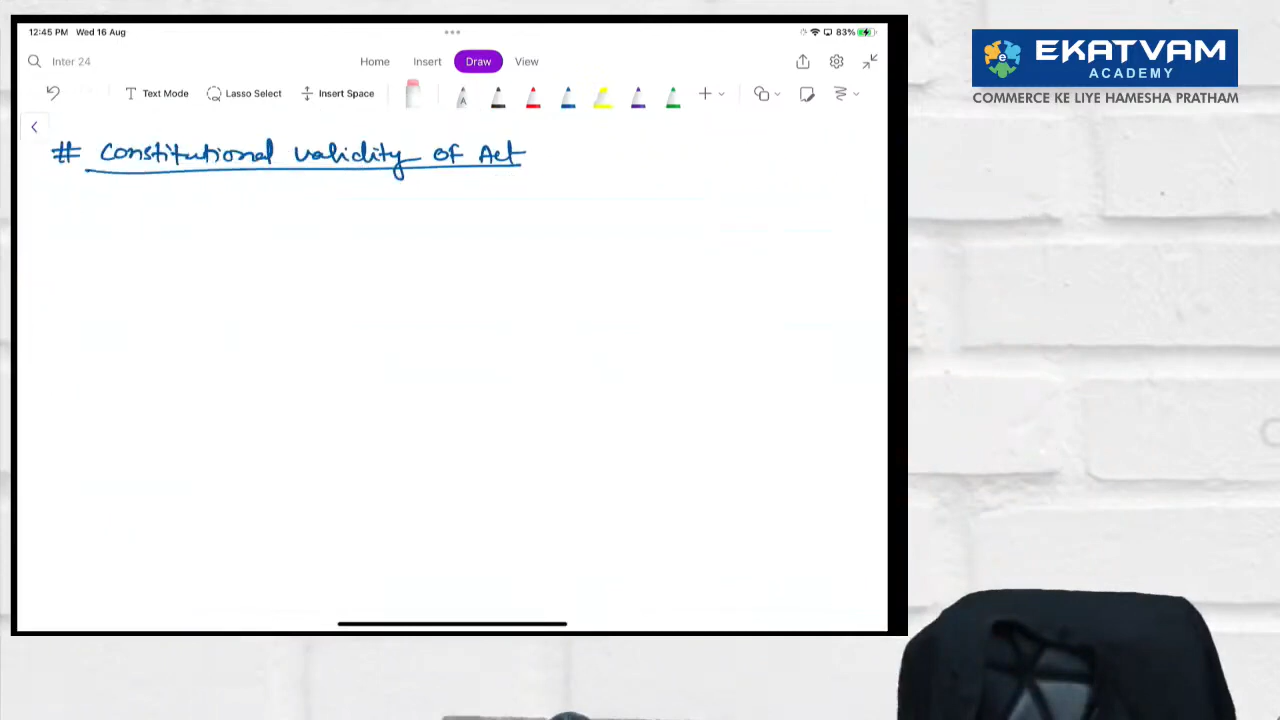 12:45 PM Wed 16 Aug
83%
Inter 24
Home Insert Draw View
Text Mode Lasso Select Insert Space
# Constitutional validity of Act
EKATVAM
ACADEMY
COMMERCE KE LIYE HAMESHA PRATHAM